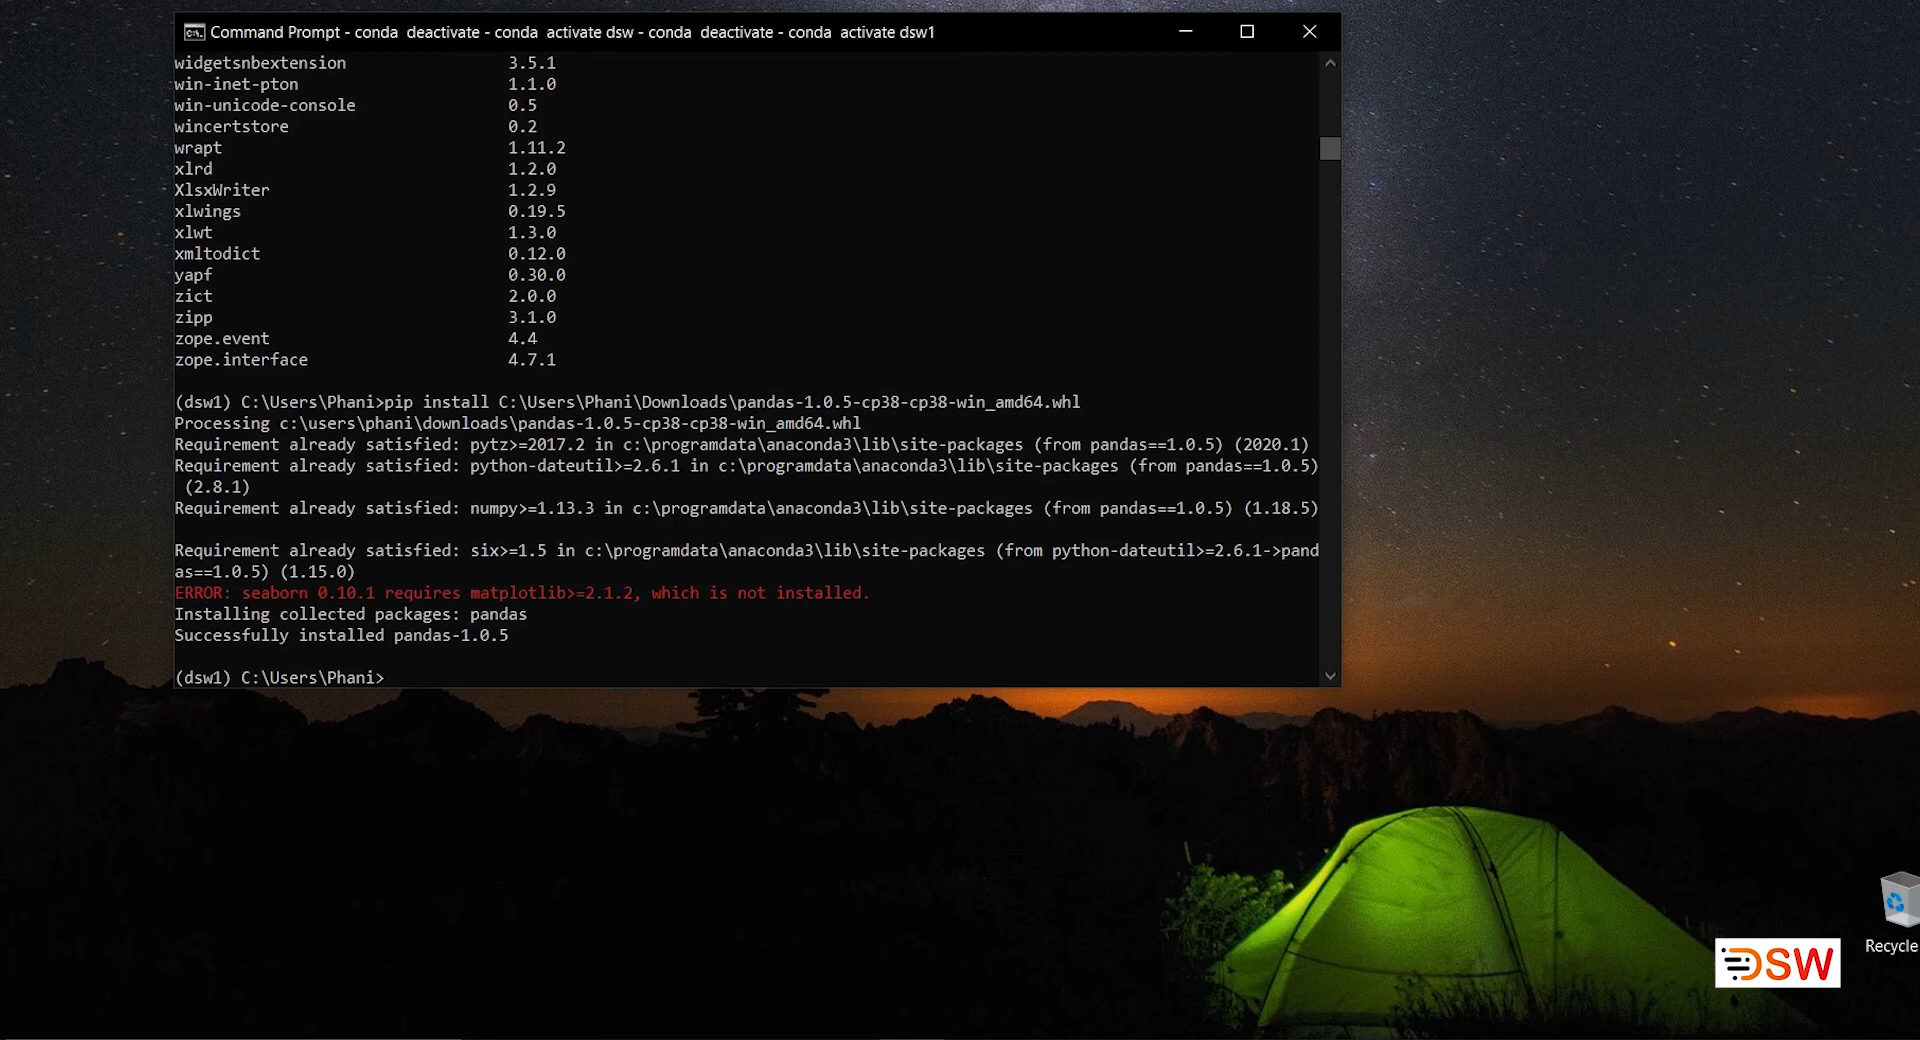 Command Prompt - conda  deactivate - conda  activate dsw - conda  deactivate - conda  activate dsw1
widgetsnbextension 3.5.1
win-inet-pton 1.1.0
win-unicode-console 0.5
wincertstore 0.2
wrapt 1.11.2
xlrd 1.2.0
XlsxWriter 1.2.9
xlwings 0.19.5
xlwt 1.3.0
xmltodict 0.12.0
yapf 0.30.0
zict 2.0.0
zipp 3.1.0
zope.event 4.4
zope.interface 4.7.1
(dsw1) C:\Users\Phani>pip install C:\Users\Phani\Downloads\pandas-1.0.5-cp38-cp38-win_amd64.whl
Processing c:\users\phani\downloads\pandas-1.0.5-cp38-cp38-win_amd64.whl
Requirement already satisfied: pytz>=2017.2 in c:\programdata\anaconda3\lib\site-packages (from pandas==1.0.5) (2020.1)
Requirement already satisfied: python-dateutil>=2.6.1 in c:\programdata\anaconda3\lib\site-packages (from pandas==1.0.5)
(2.8.1)
Requirement already satisfied: numpy>=1.13.3 in c:\programdata\anaconda3\lib\site-packages (from pandas==1.0.5) (1.18.5)
Requirement already satisfied: six>=1.5 in c:\programdata\anaconda3\lib\site-packages (from python-dateutil>=2.6.1->pand
as==1.0.5) (1.15.0)
ERROR: seaborn 0.10.1 requires matplotlib>=2.1.2, which is not installed.
Installing collected packages: pandas
Successfully installed pandas-1.0.5
(dsw1) C:\Users\Phani>
Recycle
DSW